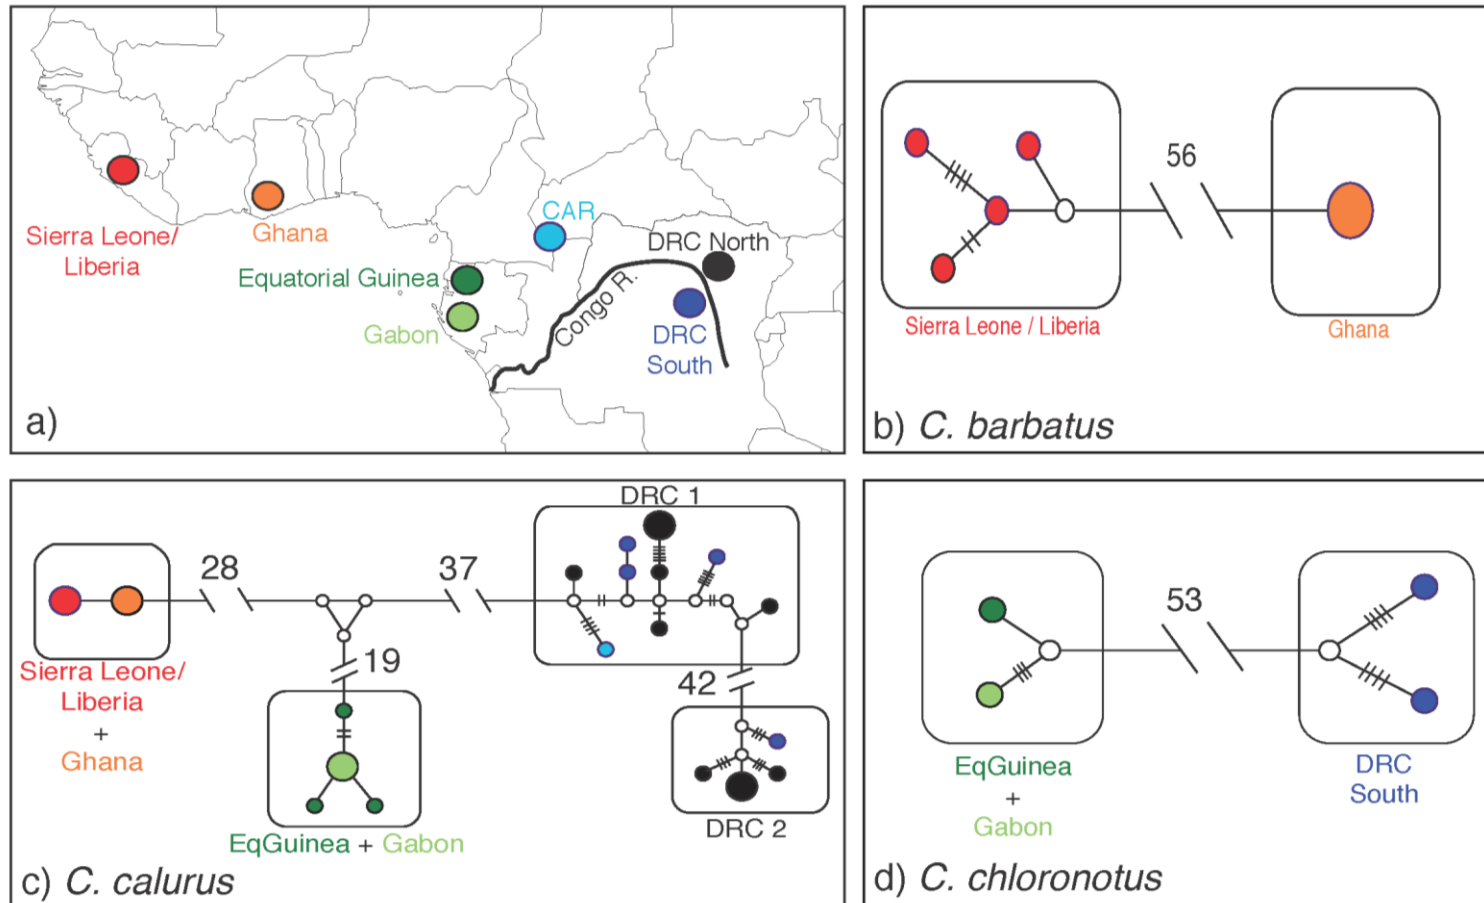 Sierra Leone/
Liberia
Ghana
CAR
DRC North
Equatorial Guinea
Gabon
Congo R.
DRC
South
a)
56
Sierra Leone / Liberia
Ghana
b) C. barbatus
DRC 1
28
37
19
42
Sierra Leone/
Liberia
+
Ghana
EqGuinea + Gabon
DRC 2
c) C. calurus
53
EqGuinea
+
Gabon
DRC
South
d) C. chloronotus